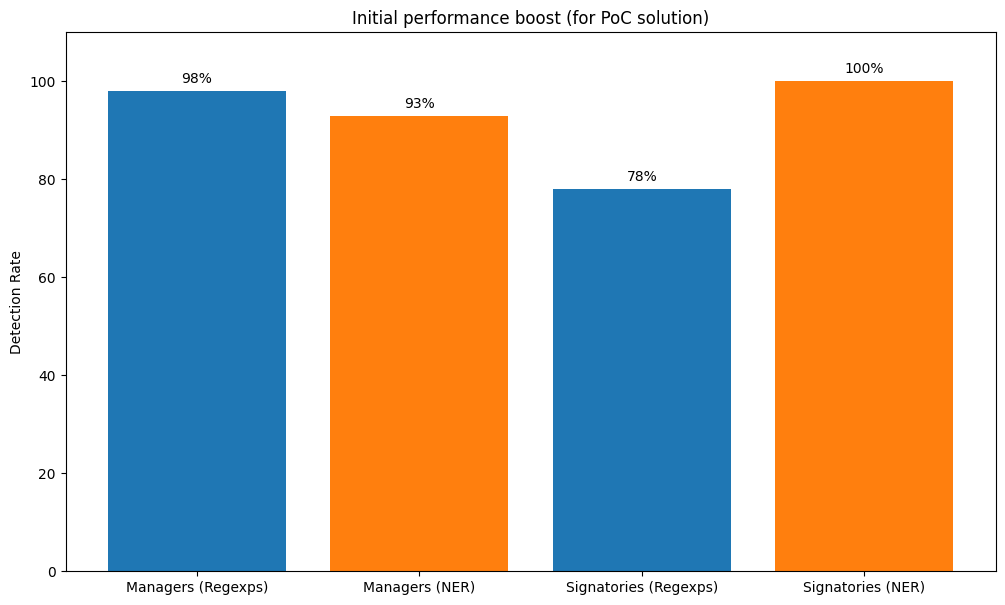 Initial performance boost (for PoC solution)
100%
98%
93%
78%
Detection Rate
100
80
60
40
20
0
Managers (Regexps)
Managers (NER)
Signatories (Regexps)
Signatories (NER)